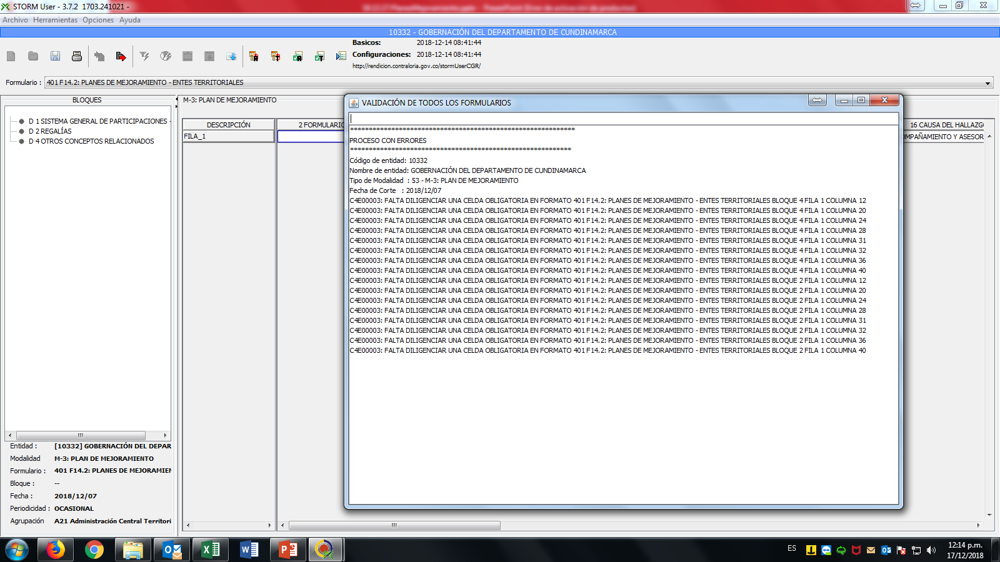 STORM User - 3.7.2  1703.241021 -
Archivo  Herramientas  Opciones  Ayuda
10332 - GOBERNACIÓN DEL DEPARTAMENTO DE CUNDINAMARCA
Basicos: 2018-12-14 08:41:44
Configuraciones: 2018-12-14 08:41:44
http://rendicion.contraloria.gov.co/stormUserCGR/
Formulario : 401 F14.2: PLANES DE MEJORAMIENTO - ENTES TERRITORIALES
BLOQUES
D 1 SISTEMA GENERAL DE PARTICIPACIONES -
D 2 REGALÍAS
D 4 OTROS CONCEPTOS RELACIONADOS
Entidad : [10332] GOBERNACIÓN DEL DEPAR
Modalidad M-3: PLAN DE MEJORAMIENTO
Formulario : 401 F14.2: PLANES DE MEJORAMIEN
Bloque : --
Fecha : 2018/12/07
Periodicidad : OCASIONAL
Agrupación A21 Administración Central Territori
M-3: PLAN DE MEJORAMIENTO
DESCRIPCIÓN
2 FORMULARIO
16 CAUSA DEL HALLAZG
FILA_1
MPAÑAMIENTO Y ASESOR
VALIDACIÓN DE TODOS LOS FORMULARIOS
************************************************************
PROCESO CON ERRORES
***********************************************************
Código de entidad: 10332
Nombre de entidad: GOBERNACIÓN DEL DEPARTAMENTO DE CUNDINAMARCA
Tipo de Modalidad  : 53 - M-3: PLAN DE MEJORAMIENTO
Fecha de Corte  : 2018/12/07
C4E00003: FALTA DILIGENCIAR UNA CELDA OBLIGATORIA EN FORMATO 401 F14.2: PLANES DE MEJORAMIENTO - ENTES TERRITORIALES BLOQUE 4 FILA 1 COLUMNA 12
C4E00003: FALTA DILIGENCIAR UNA CELDA OBLIGATORIA EN FORMATO 401 F14.2: PLANES DE MEJORAMIENTO - ENTES TERRITORIALES BLOQUE 4 FILA 1 COLUMNA 20
C4E00003: FALTA DILIGENCIAR UNA CELDA OBLIGATORIA EN FORMATO 401 F14.2: PLANES DE MEJORAMIENTO - ENTES TERRITORIALES BLOQUE 4 FILA 1 COLUMNA 24
C4E00003: FALTA DILIGENCIAR UNA CELDA OBLIGATORIA EN FORMATO 401 F14.2: PLANES DE MEJORAMIENTO - ENTES TERRITORIALES BLOQUE 4 FILA 1 COLUMNA 28
C4E00003: FALTA DILIGENCIAR UNA CELDA OBLIGATORIA EN FORMATO 401 F14.2: PLANES DE MEJORAMIENTO - ENTES TERRITORIALES BLOQUE 4 FILA 1 COLUMNA 31
C4E00003: FALTA DILIGENCIAR UNA CELDA OBLIGATORIA EN FORMATO 401 F14.2: PLANES DE MEJORAMIENTO - ENTES TERRITORIALES BLOQUE 4 FILA 1 COLUMNA 32
C4E00003: FALTA DILIGENCIAR UNA CELDA OBLIGATORIA EN FORMATO 401 F14.2: PLANES DE MEJORAMIENTO - ENTES TERRITORIALES BLOQUE 4 FILA 1 COLUMNA 36
C4E00003: FALTA DILIGENCIAR UNA CELDA OBLIGATORIA EN FORMATO 401 F14.2: PLANES DE MEJORAMIENTO - ENTES TERRITORIALES BLOQUE 4 FILA 1 COLUMNA 40
C4E00003: FALTA DILIGENCIAR UNA CELDA OBLIGATORIA EN FORMATO 401 F14.2: PLANES DE MEJORAMIENTO - ENTES TERRITORIALES BLOQUE 2 FILA 1 COLUMNA 12
C4E00003: FALTA DILIGENCIAR UNA CELDA OBLIGATORIA EN FORMATO 401 F14.2: PLANES DE MEJORAMIENTO - ENTES TERRITORIALES BLOQUE 2 FILA 1 COLUMNA 20
C4E00003: FALTA DILIGENCIAR UNA CELDA OBLIGATORIA EN FORMATO 401 F14.2: PLANES DE MEJORAMIENTO - ENTES TERRITORIALES BLOQUE 2 FILA 1 COLUMNA 24
C4E00003: FALTA DILIGENCIAR UNA CELDA OBLIGATORIA EN FORMATO 401 F14.2: PLANES DE MEJORAMIENTO - ENTES TERRITORIALES BLOQUE 2 FILA 1 COLUMNA 28
C4E00003: FALTA DILIGENCIAR UNA CELDA OBLIGATORIA EN FORMATO 401 F14.2: PLANES DE MEJORAMIENTO - ENTES TERRITORIALES BLOQUE 2 FILA 1 COLUMNA 31
C4E00003: FALTA DILIGENCIAR UNA CELDA OBLIGATORIA EN FORMATO 401 F14.2: PLANES DE MEJORAMIENTO - ENTES TERRITORIALES BLOQUE 2 FILA 1 COLUMNA 32
C4E00003: FALTA DILIGENCIAR UNA CELDA OBLIGATORIA EN FORMATO 401 F14.2: PLANES DE MEJORAMIENTO - ENTES TERRITORIALES BLOQUE 2 FILA 1 COLUMNA 36
C4E00003: FALTA DILIGENCIAR UNA CELDA OBLIGATORIA EN FORMATO 401 F14.2: PLANES DE MEJORAMIENTO - ENTES TERRITORIALES BLOQUE 2 FILA 1 COLUMNA 40
ES
12:14 p.m.
17/12/2018